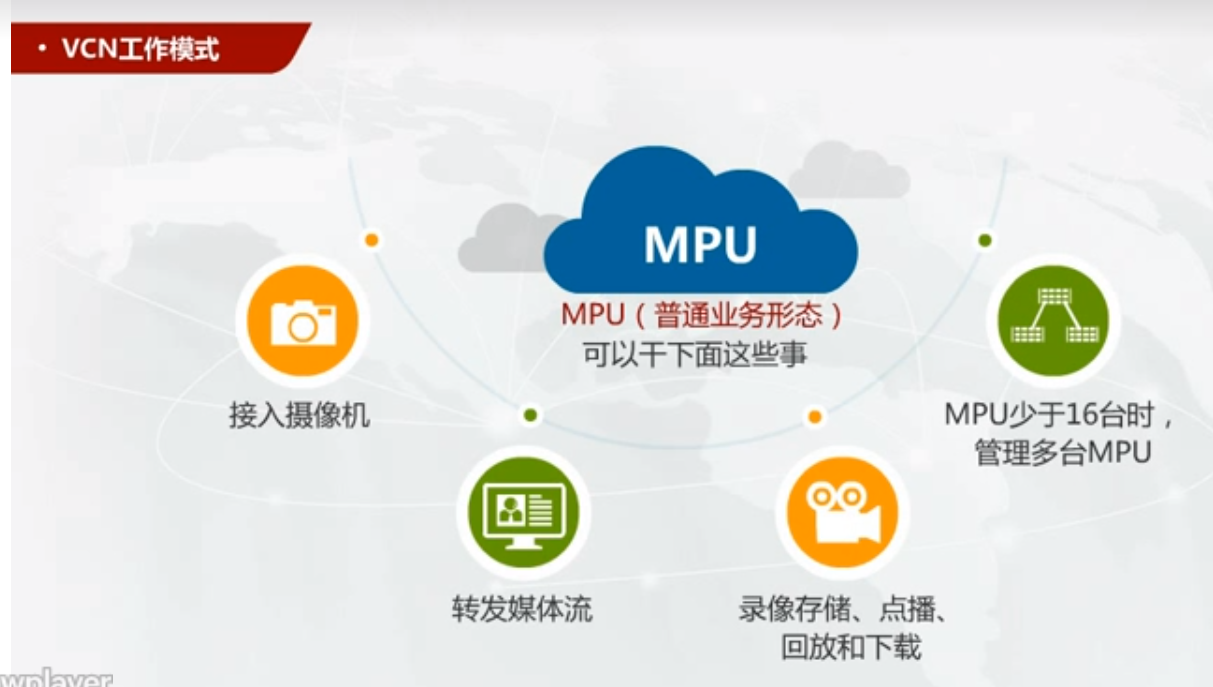 • VCN工作模式
MPU
MPU（普通业务形态）
可以干下面这些事
接入摄像机
MPU少于16台时，
管理多台MPU
转发媒体流
录像存储、点播、
回放和下载
wplayer